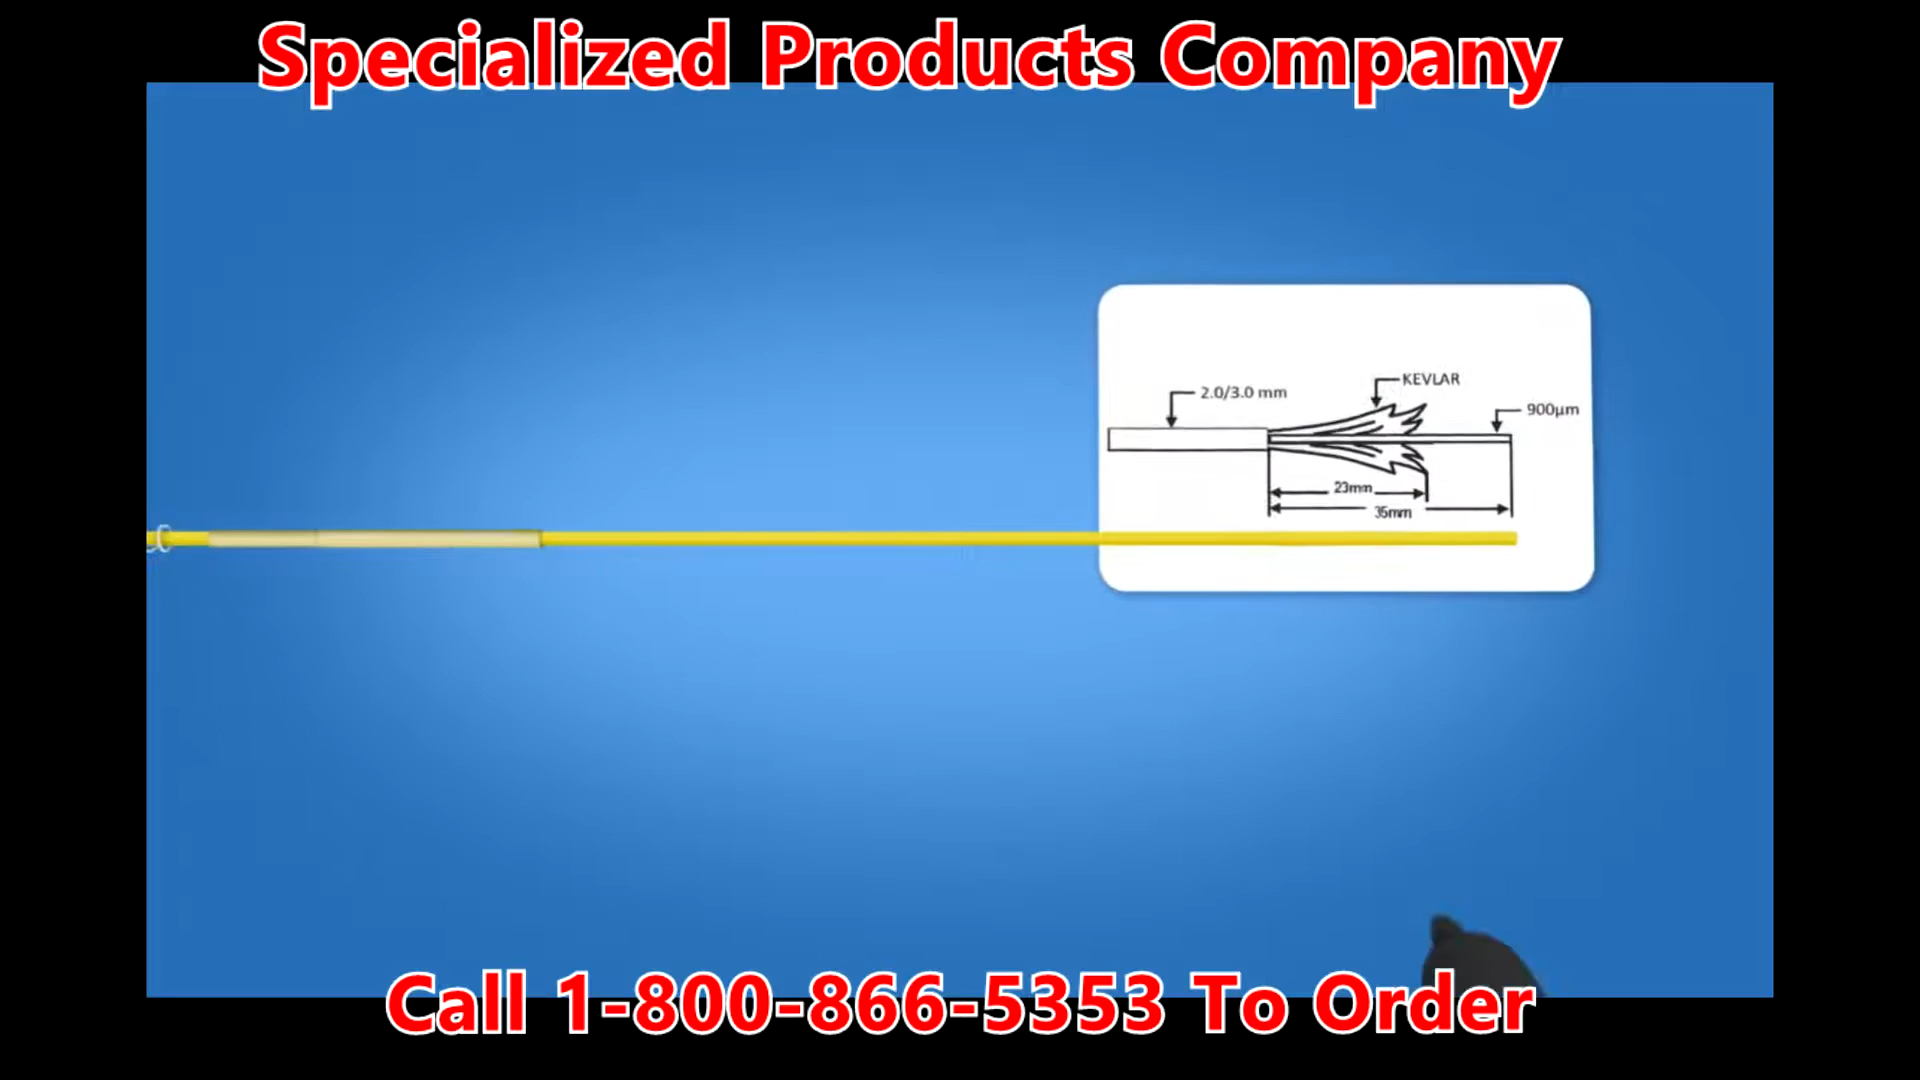 Specialized Products Company
KEVLAR
2.0/3.0 mm
900µm
23mm
35mm
Call 1-800-866-5353 To Order